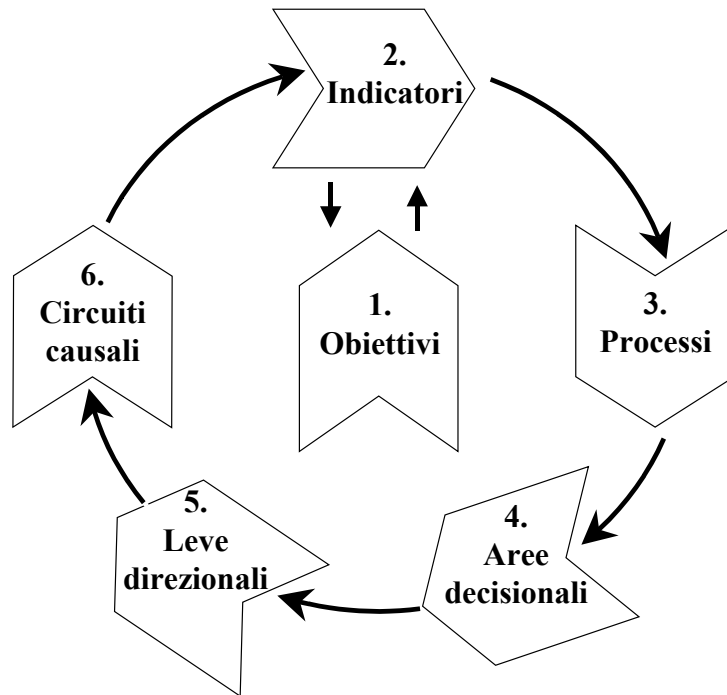 2.
Indicatori
6.
Circuiti
causali
1.
Obiettivi
3.
Processi
5.
Leve
direzionali
4.
Aree
decisionali